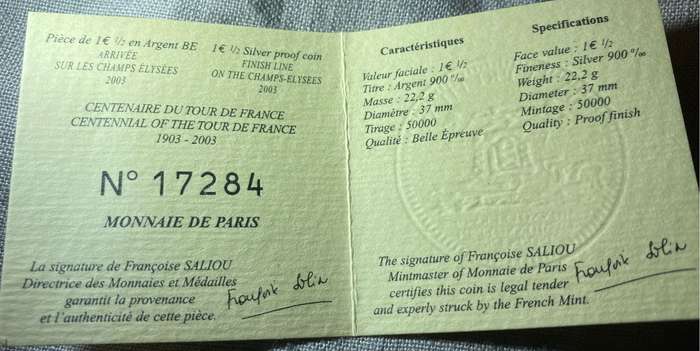 Pièce de 1€ ½ en Argent BE
ARRIVÉE
SUR LES CHAMPS ELYSÉES
2003
1€ ½ Silver proof coin
FINISH LINE
ON THE CHAMPS-ELYSEES
2003
CENTENAIRE DU TOUR DE FRANCE
CENTENNIAL OF THE TOUR DE FRANCE
1903 - 2003
N° 17284
MONNAIE DE PARIS
La signature de Françoise SALIOU
Directrice des Monnaies et Médailles
garantit la provenance
et l'authenticité de cette pièce.
Caractéristiques
Valeur faciale : 1€ ½
Titre : Argent 900 °/°°
Masse : 22,2 g
Diamètre : 37 mm
Tirage : 50000
Qualité : Belle Épreuve
Specifications
Face value : 1€ ½
Fineness : Silver 900 °/°°
Weight : 22,2 g
Diameter : 37 mm
Mintage : 50000
Quality : Proof finish
The signature of Françoise SALIOU
Mintmaster of Monnaie de Paris
certifies this coin is legal tender
and experly struck by the French Mint.